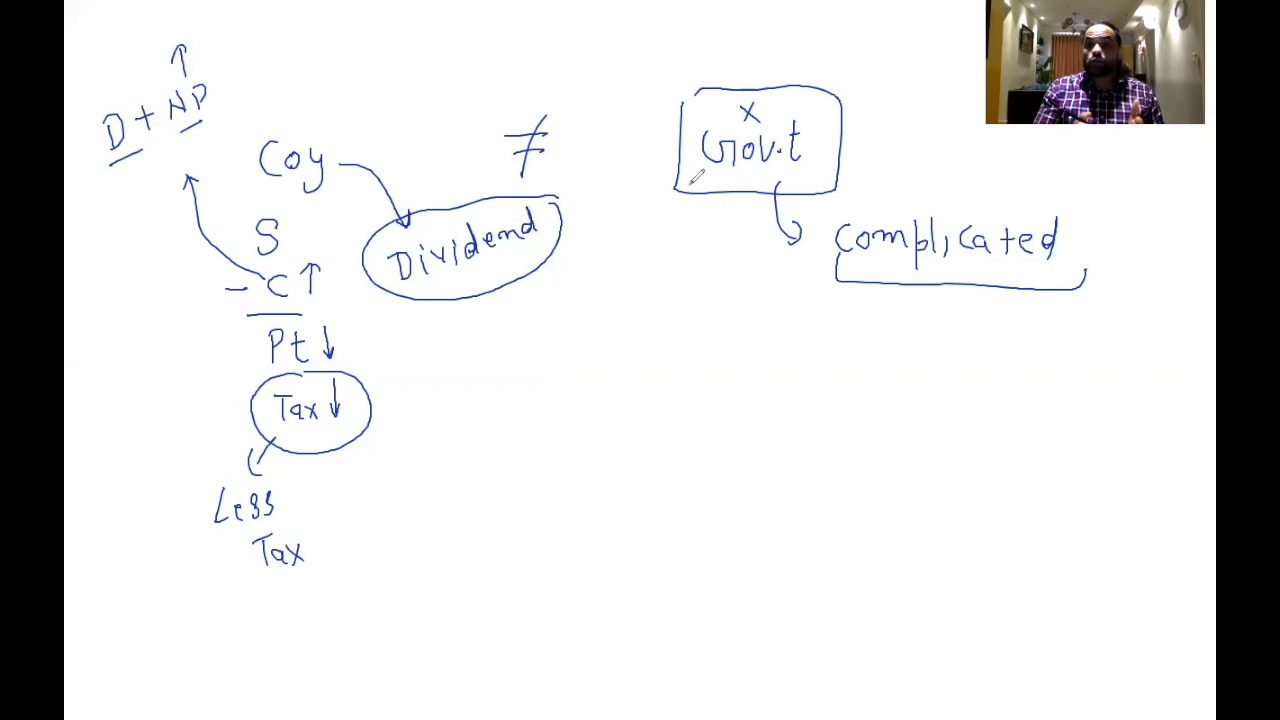 D + NP ↑
Coy
≠
Dividend
S
- C ↑
Pt ↓
Tax ↓
Less
Tax
x
Gov.t
complicated